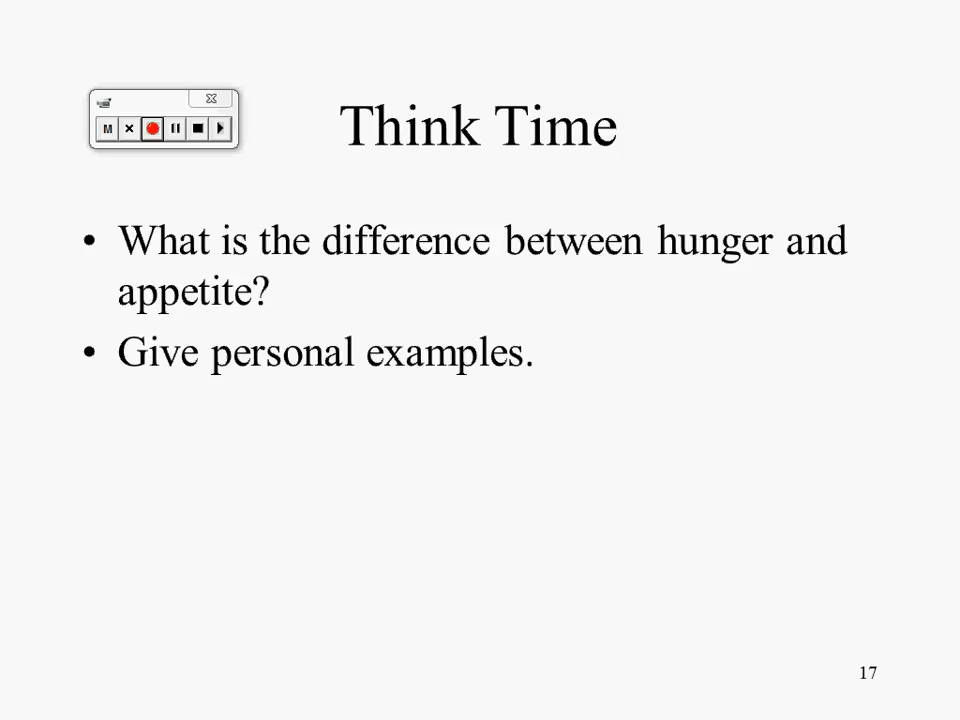 M
Think Time
• What is the difference between hunger and
appetite?
• Give personal examples.
17